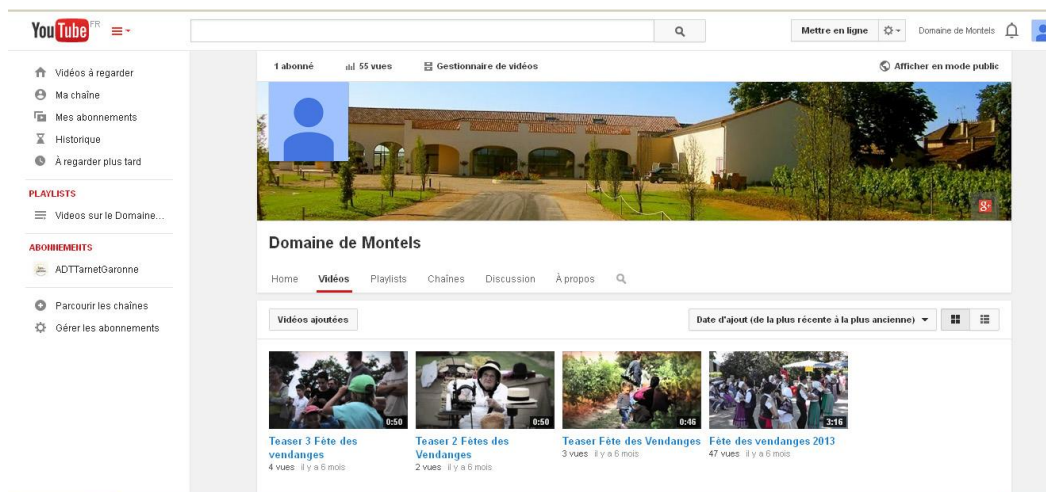 YouTube FR
Mettre en ligne
Domaine de Montels
Vidéos à regarder
Ma chaîne
Mes abonnements
Historique
À regarder plus tard
PLAYLISTS
Videos sur le Domaine...
ABONNEMENTS
ADTTarnetGaronne
Parcourir les chaînes
Gérer les abonnements
1 abonné
55 vues
Gestionnaire de vidéos
Afficher en mode public
g+
Domaine de Montels
Home
Vidéos
Playlists
Chaînes
Discussion
À propos
Vidéos ajoutées
Date d'ajout (de la plus récente à la plus ancienne)
0:50
Teaser 3 Fête des
vendanges
4 vues il y a 6 mois
0:50
Teaser 2 Fêtes des
Vendanges
2 vues il y a 6 mois
0:46
Teaser Fête des Vendanges
3 vues il y a 6 mois
3:16
Fête des vendanges 2013
47 vues il y a 6 mois